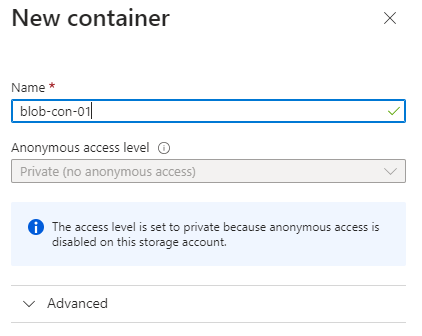 New container
Name *
blob-con-01
Anonymous access level
Private (no anonymous access)
The access level is set to private because anonymous access is
disabled on this storage account.
Advanced